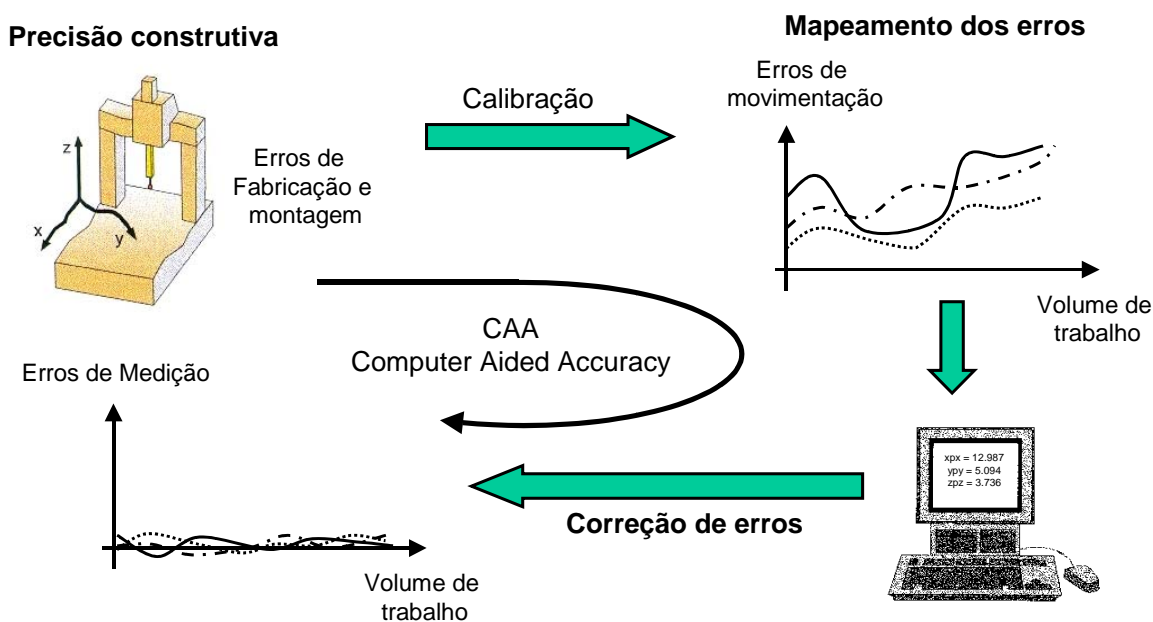 Precisão construtiva
z
x
y
Erros de
Fabricação e
montagem
Calibração
Mapeamento dos erros
Erros de
movimentação
Volume de
trabalho
CAA
Computer Aided Accuracy
xpx = 12.987
ypy = 5.094
zpz = 3.736
Correção de erros
Erros de Medição
Volume de
trabalho